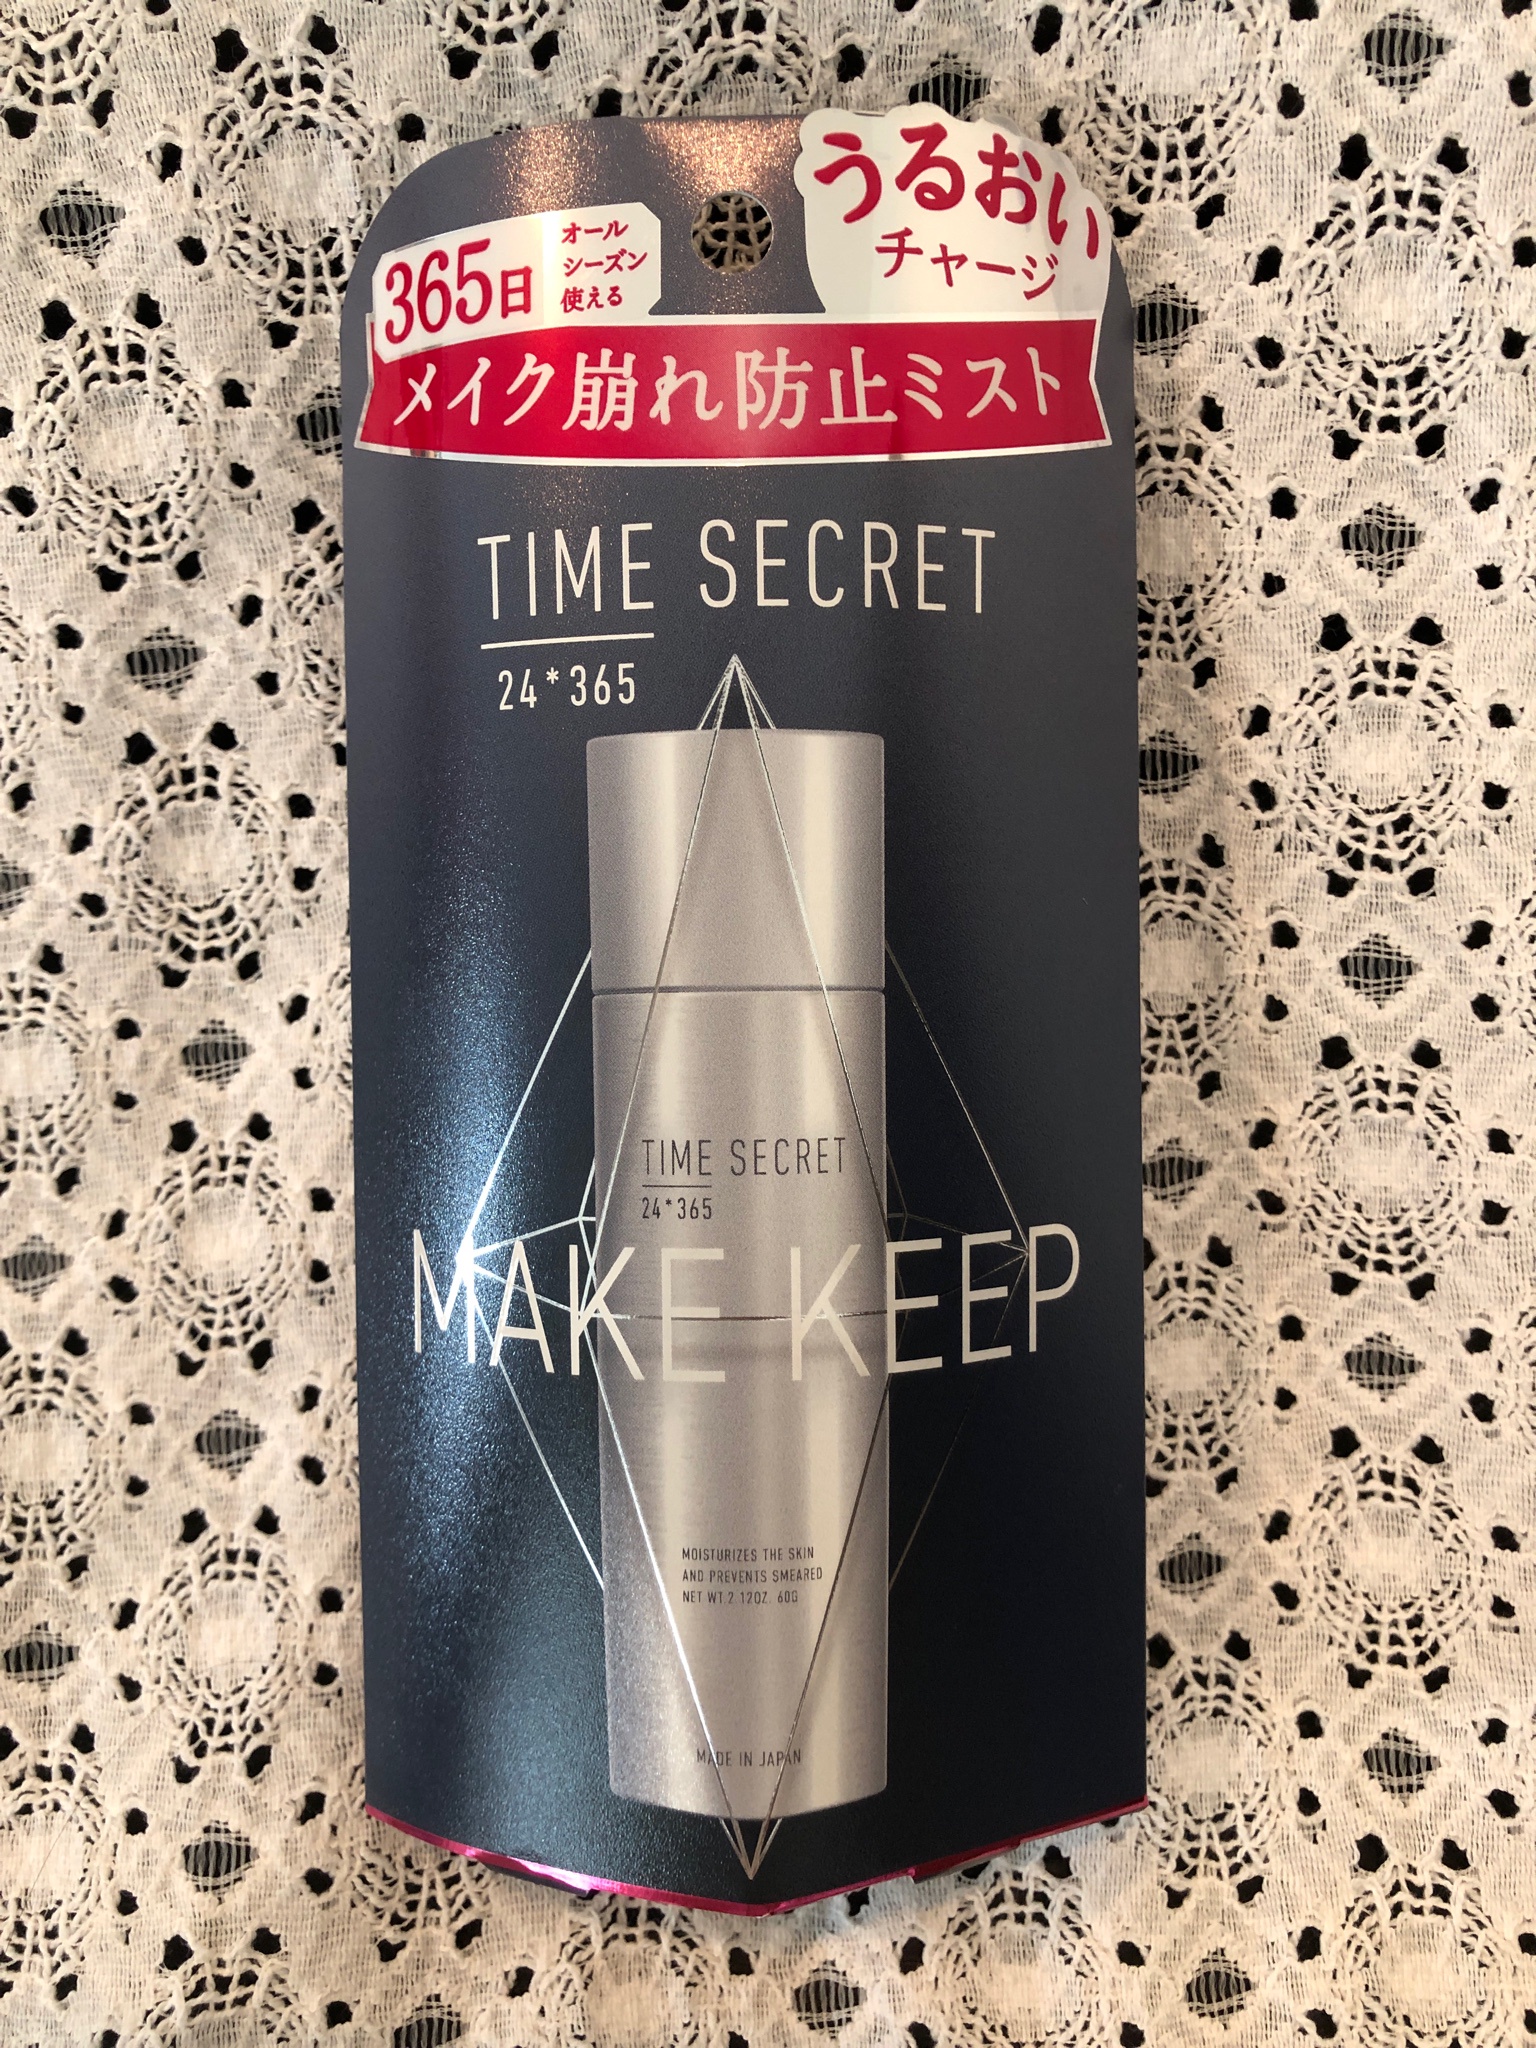 うるおい
チャージ
365日
オール
シーズン
使える
メイク崩れ防止ミスト
TIME SECRET
24*365
TIME SECRET
24*365
MAKE KEEP
MOISTURIZES THE SKIN
AND PREVENTS SMEARED
NET WT 2.12OZ. 60G
MADE IN JAPAN